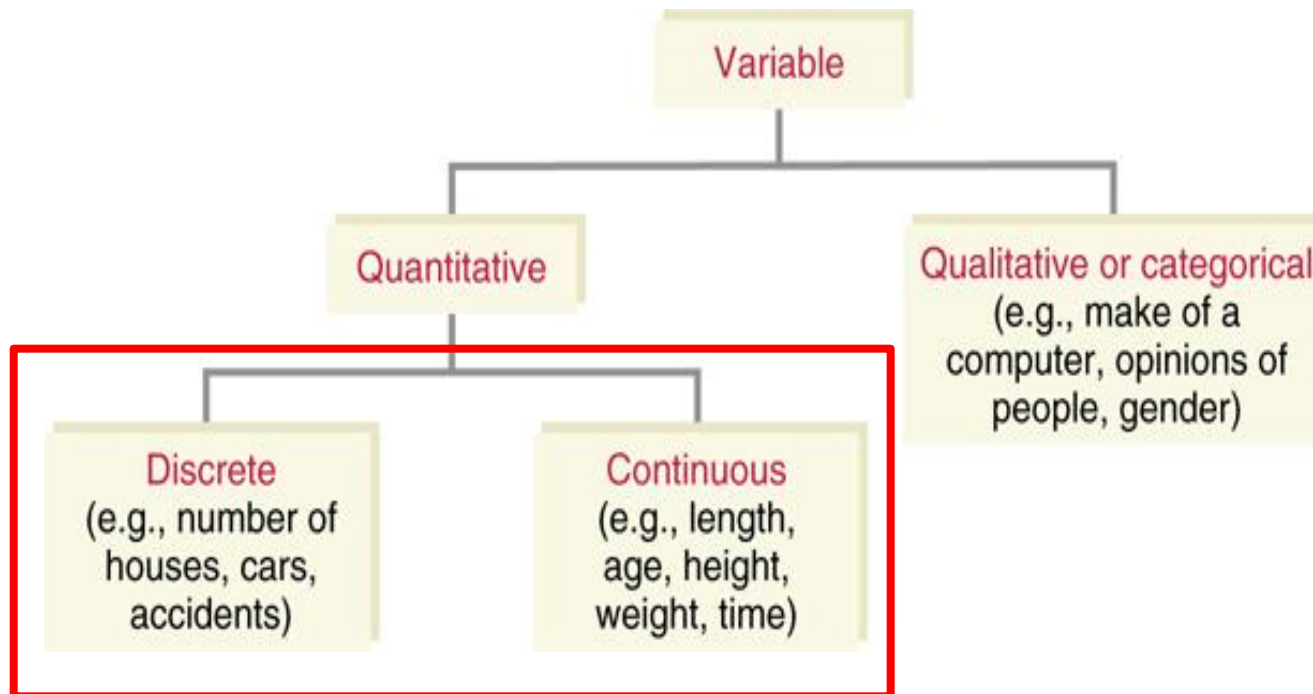 Variable
Quantitative
Qualitative or categorical
(e.g., make of a
computer, opinions of
people, gender)
Discrete
(e.g., number of
houses, cars,
accidents)
Continuous
(e.g., length,
age, height,
weight, time)